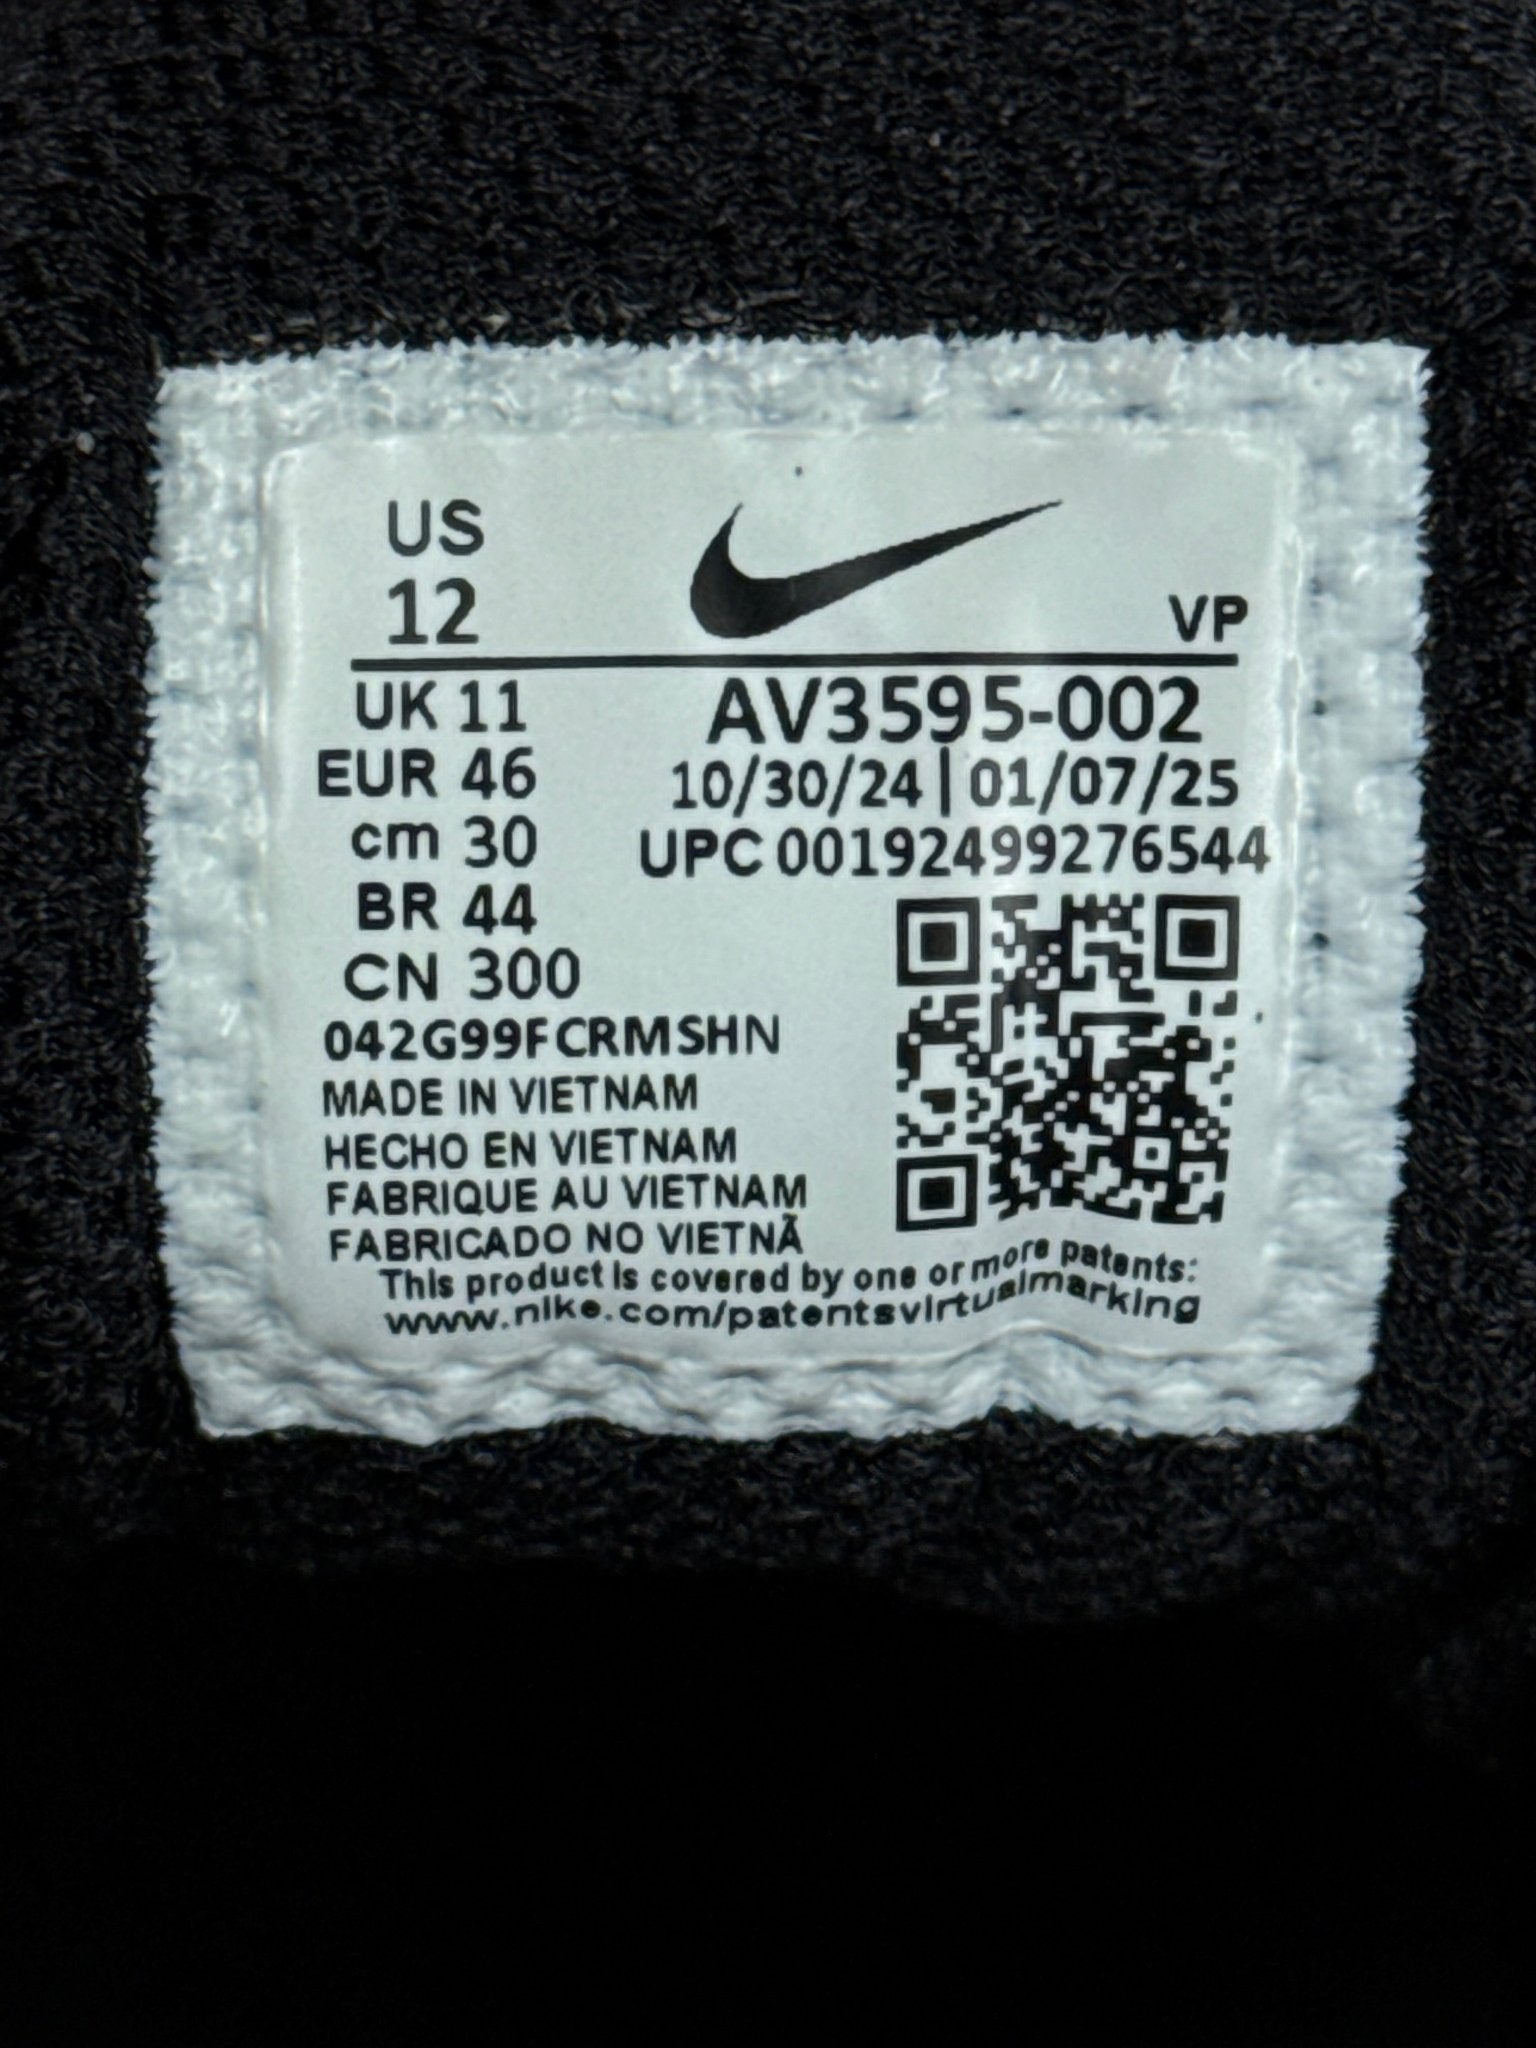 US
12
VP
UK 11
EUR 46
cm 30
BR 44
CN 300
AV3595-002
10/30/24 | 01/07/25
UPC 00192499276544
042G99FCRMSHN
MADE IN VIETNAM
HECHO EN VIETNAM
FABRIQUE AU VIETNAM
FABRICADO NO VIETNÃ
This product is covered by one or more patents:
www.nike.com/patentsvirtualmarking